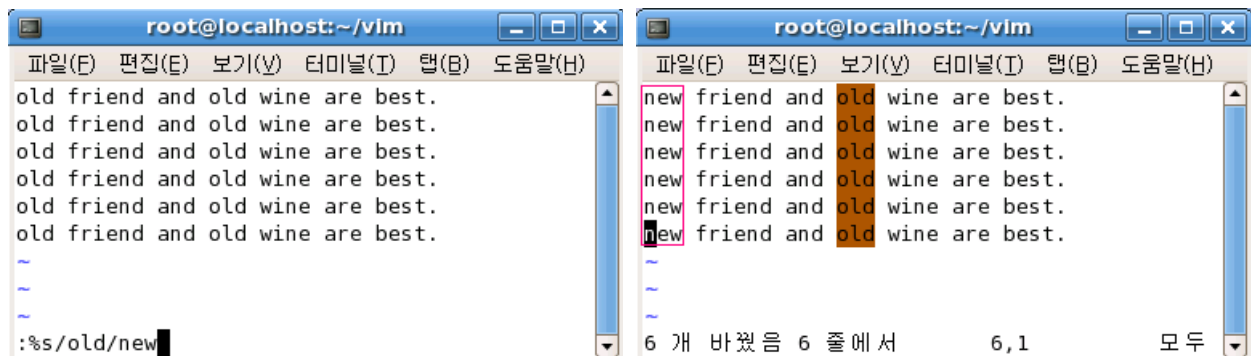 root@localhost:~/vim
파일(F) 편집(E) 보기(V) 터미널(T) 탭(B) 도움말(H)
old friend and old wine are best.
old friend and old wine are best.
old friend and old wine are best.
old friend and old wine are best.
old friend and old wine are best.
old friend and old wine are best.
~
~
~
:%s/old/new
root@localhost:~/vim
파일(F) 편집(E) 보기(V) 터미널(T) 탭(B) 도움말(H)
new friend and old wine are best.
new friend and old wine are best.
new friend and old wine are best.
new friend and old wine are best.
new friend and old wine are best.
new friend and old wine are best.
~
~
~
6 개 바뀠음 6 줄에서 6,1 모두